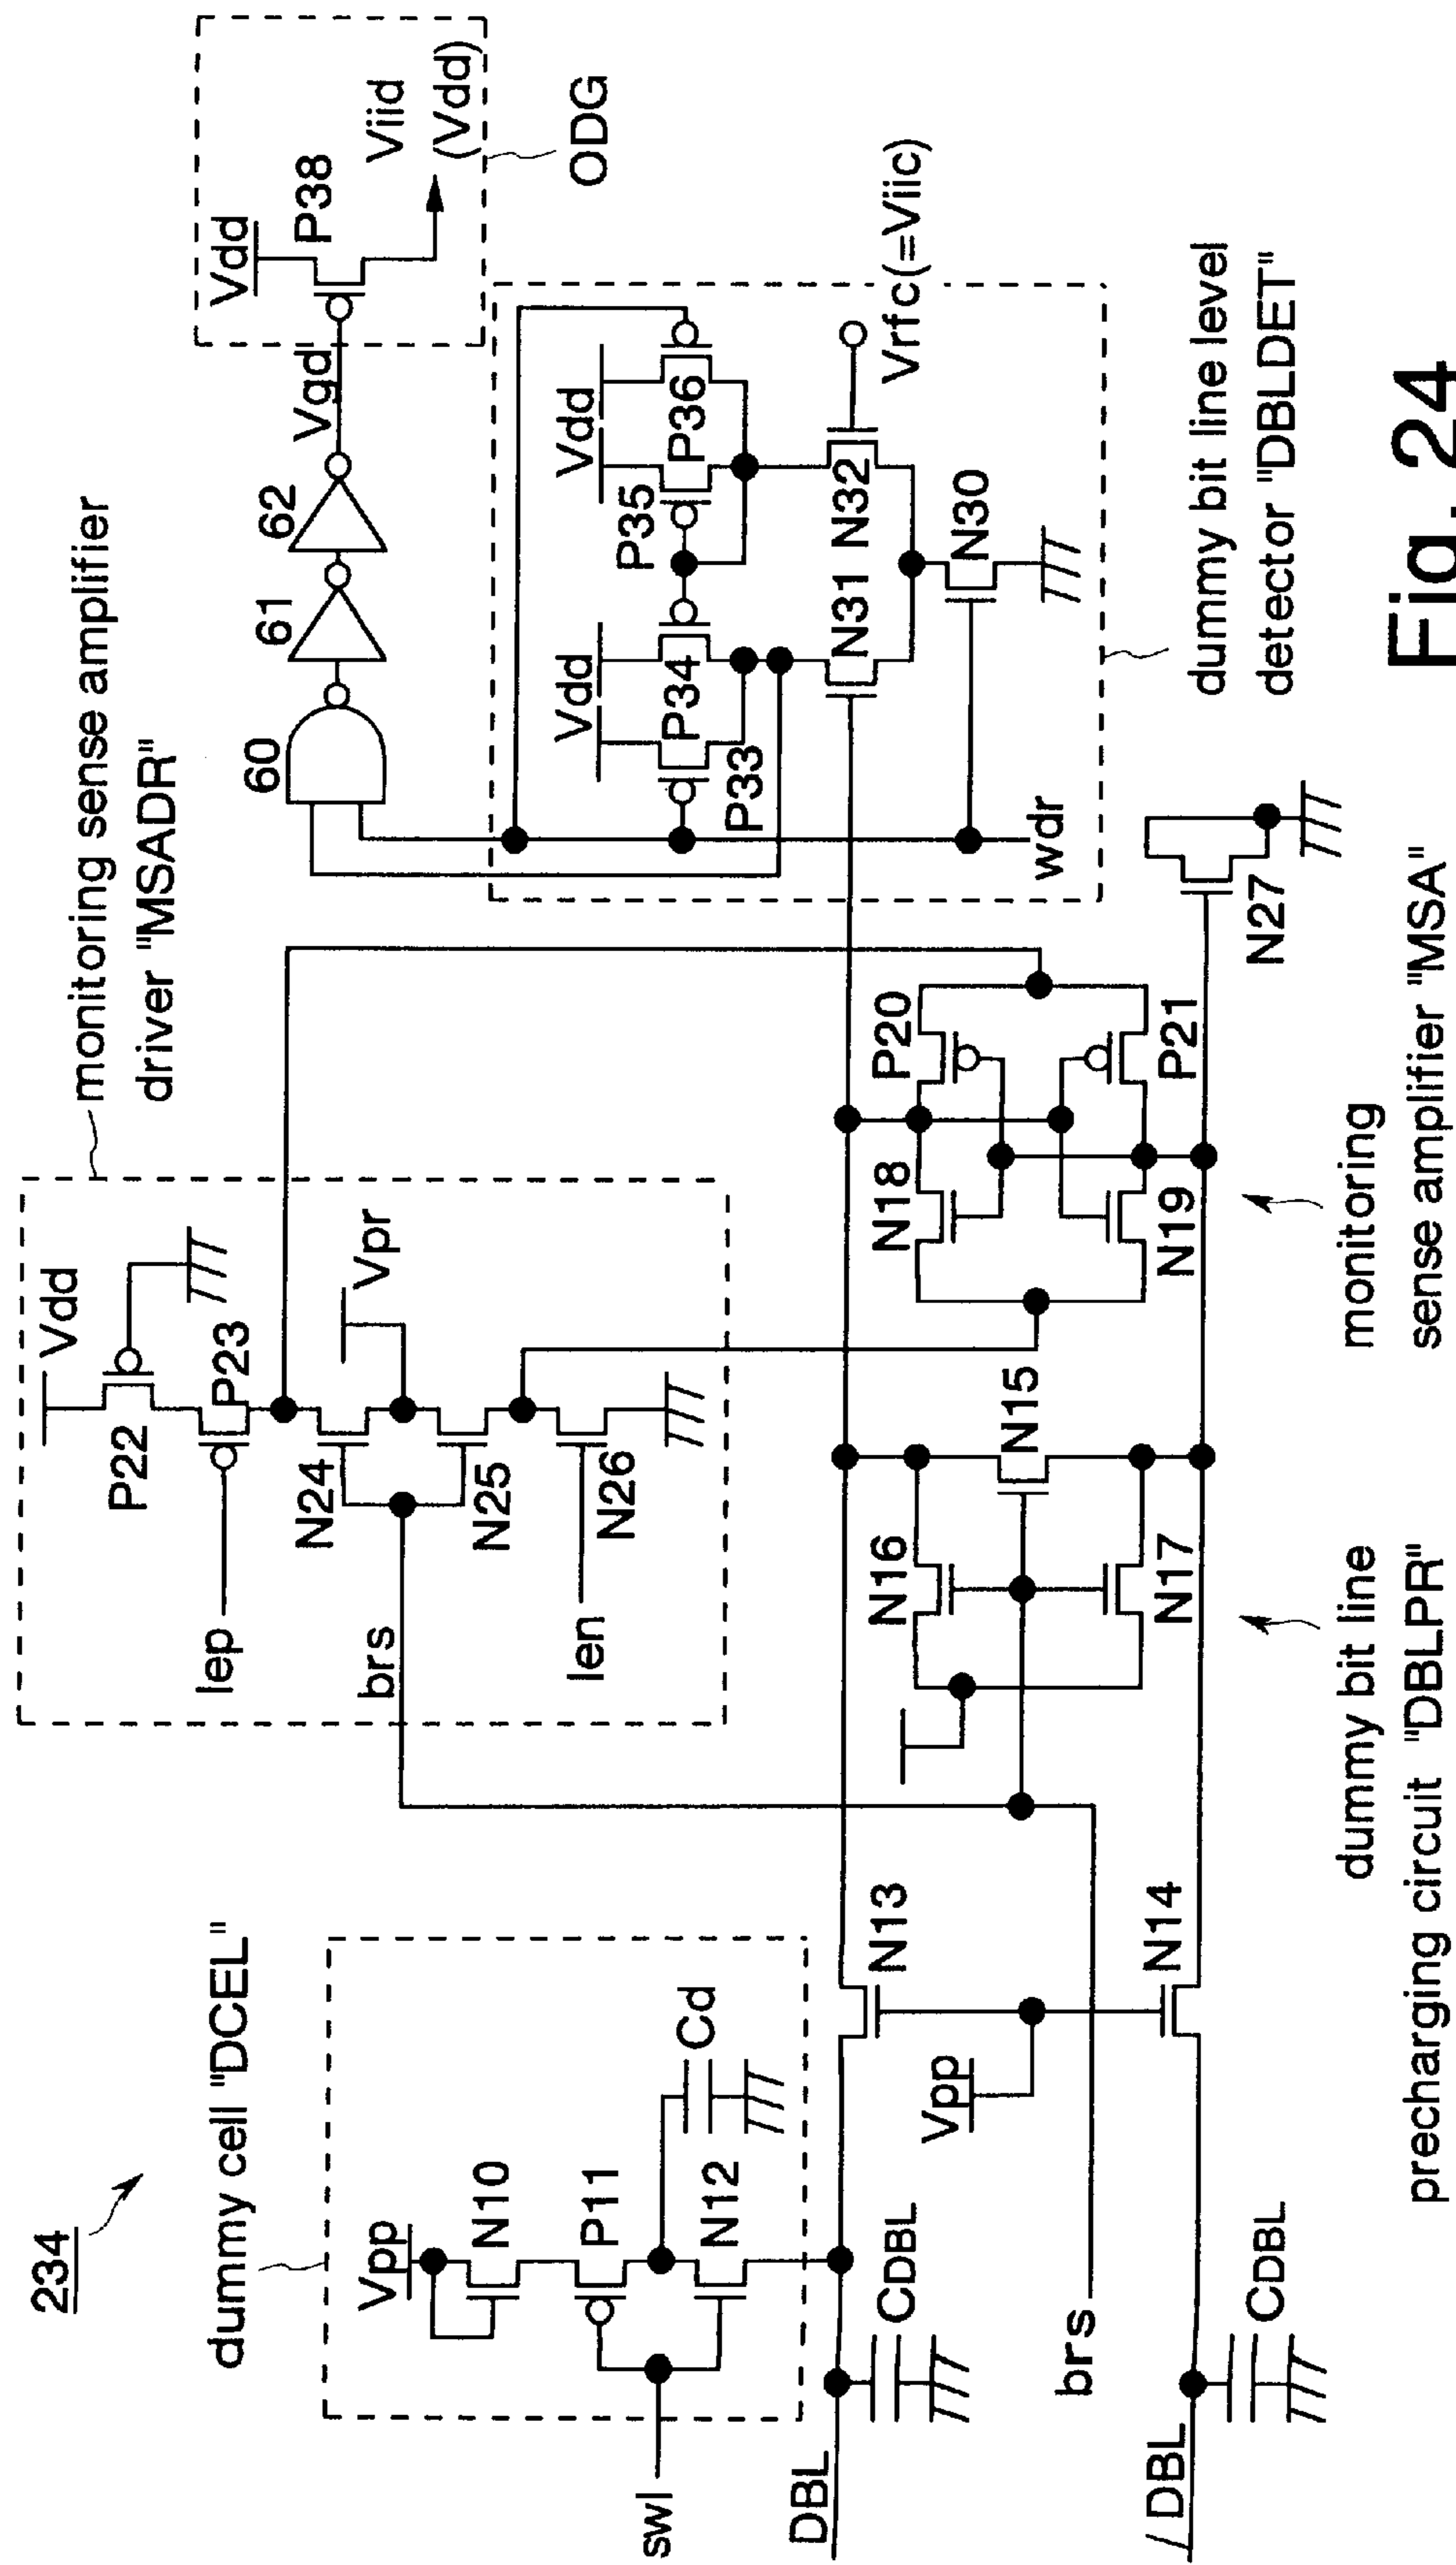 234
dummy cell "DCEL"
monitoring sense amplifier
driver "MSADR"
Vpp
N10
P11
N12
Cd
swl
Vdd
P22
P23
lep
N24
Vpr
brs
N25
len
N26
60
61
62
Vgd
Vdd
P38
Viid
(Vdd)
ODG
Vdd
Vdd
P33
P34
P35
P36
N31
N32
N30
wdr
Vrfc(=Viic)
dummy bit line level
detector "DBLDET"
DBL
CDBL
N13
Vpp
N14
brs
/DBL
CDBL
N16
N15
N17
N18
P20
N19
P21
N27
dummy bit line
precharging circuit "DBLPR"
monitoring
sense amplifier "MSA"
Fig. 24